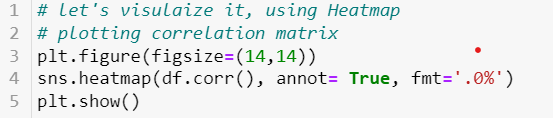 1 # let's visulaize it, using Heatmap
2 # plotting correlation matrix
3 plt.figure(figsize=(14,14))
4 sns.heatmap(df.corr(), annot= True, fmt='.0%')
5 plt.show()